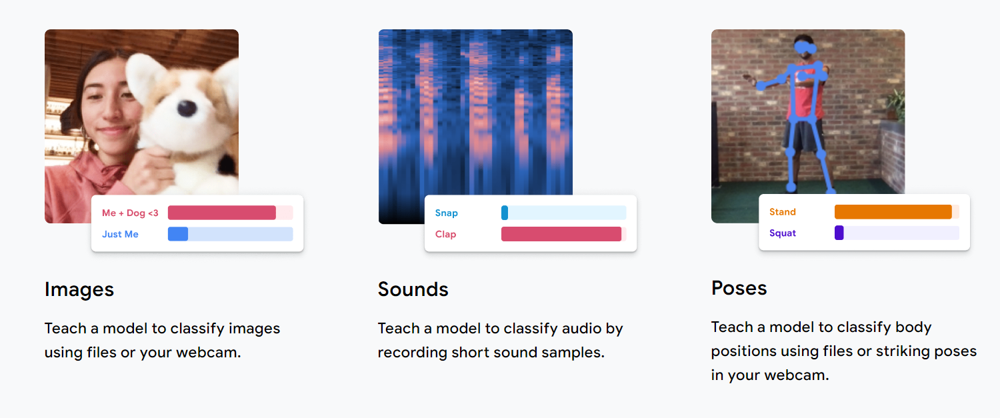 Me + Dog <3
Just Me
Images
Teach a model to classify images
using files or your webcam.
Snap
Clap
Sounds
Teach a model to classify audio by
recording short sound samples.
Stand
Squat
Poses
Teach a model to classify body
positions using files or striking poses
in your webcam.